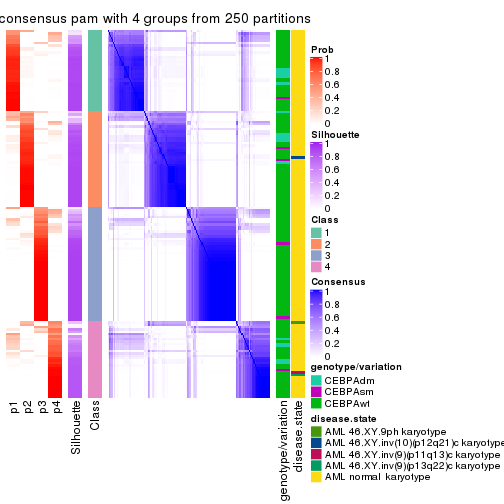 consensus pam with 4 groups from 250 partitions
Prob
1
0.8
0.6
0.4
0.2
0
Silhouette
1
0.8
0.6
0.4
0.2
0
Class
1
2
3
4
Consensus
1
0.8
0.6
0.4
0.2
0
genotype/variation
CEBPAdm
CEBPAsm
CEBPAwt
disease.state
AML 46.XY.9ph karyotype
AML 46.XY.inv(10)(p12q21)c karyotype
AML 46.XY.inv(9)(p11q13)c karyotype
AML 46.XY.inv(9)(p13q22)c karyotype
AML normal karyotype
p1
p2
p3
p4
Silhouette
Class
genotype/variation
disease.state